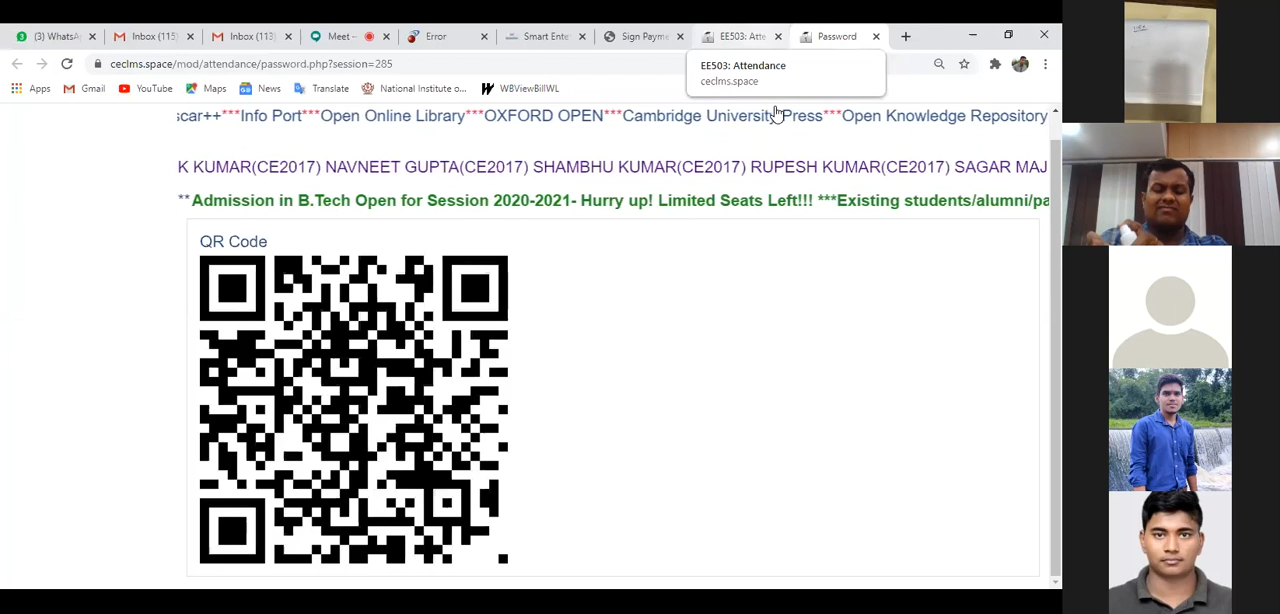 (3) WhatsA
Inbox (115)
Inbox (113)
Meet -
Error
Smart Ente
Sign Payme
EE503: Atte
Password
ceclms.space/mod/attendance/password.php?session=285
EE503: Attendance
ceclms.space
Apps
Gmail
YouTube
Maps
News
Translate
National Institute o...
WBViewBillWL
scar++***Info Port***Open Online Library***OXFORD OPEN***Cambridge University Press***Open Knowledge Repository
K KUMAR(CE2017) NAVNEET GUPTA(CE2017) SHAMBHU KUMAR(CE2017) RUPESH KUMAR(CE2017) SAGAR MAJ
**Admission in B.Tech Open for Session 2020-2021- Hurry up! Limited Seats Left!!! ***Existing students/alumni/pa
QR Code